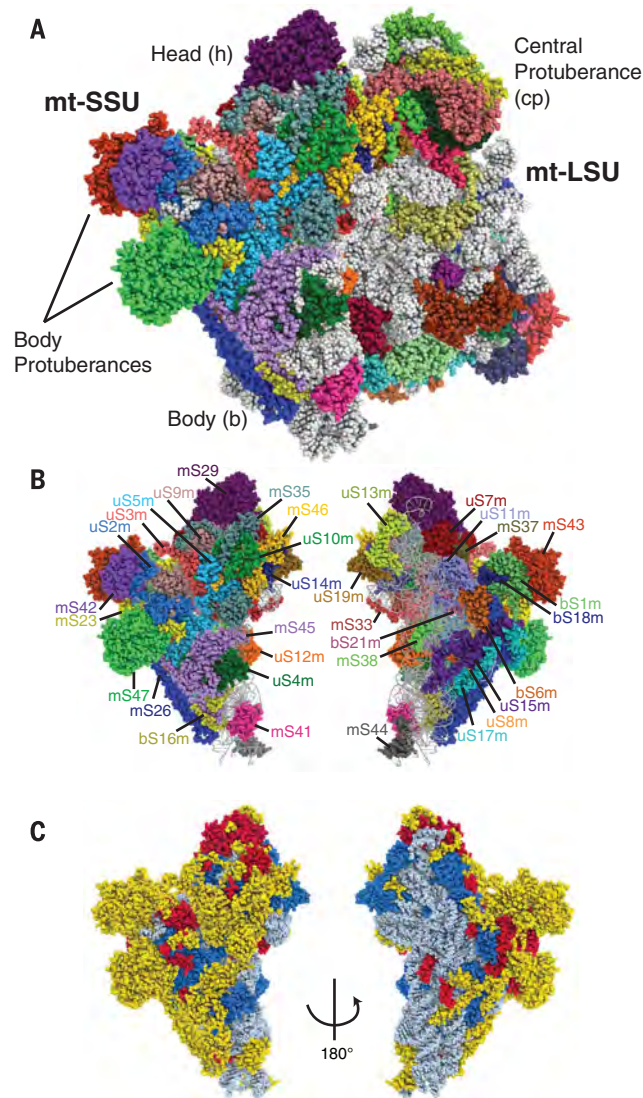 A
Head (h)
Central
Protuberance
(cp)
mt-SSU
mt-LSU
Body
Protuberances
Body (b)
B
mS29
uS9m
mS35
uS5m
mS46
uS3m
uS2m
uS10m
uS14m
mS42
mS23
mS45
uS12m
uS4m
mS47
mS26
bS16m
mS41
uS13m
uS7m
uS11m
mS37
mS43
uS19m
bS1m
bS18m
mS33
bS21m
mS38
bS6m
uS15m
uS8m
uS17m
mS44
C
180°